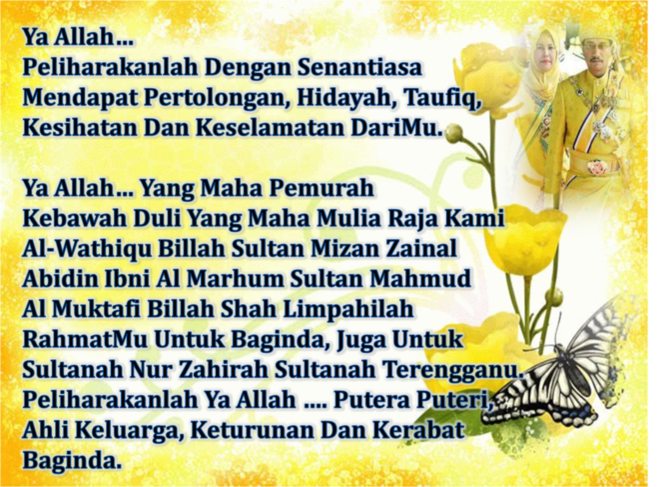 Ya Allah...
Peliharakanlah Dengan Senantiasa
Mendapat Pertolongan, Hidayah, Taufiq,
Kesihatan Dan Keselamatan DariMu.
Ya Allah... Yang Maha Pemurah
Kebawah Duli Yang Maha Mulia Raja Kami
Al-Wathiqu Billah Sultan Mizan Zainal
Abidin Ibni Al Marhum Sultan Mahmud
Al Muktafi Billah Shah Limpahilah
RahmatMu Untuk Baginda, Juga Untuk
Sultanah Nur Zahirah Sultanah Terengganu.
Peliharakanlah Ya Allah .... Putera Puteri,
Ahli Keluarga, Keturunan Dan Kerabat
Baginda.